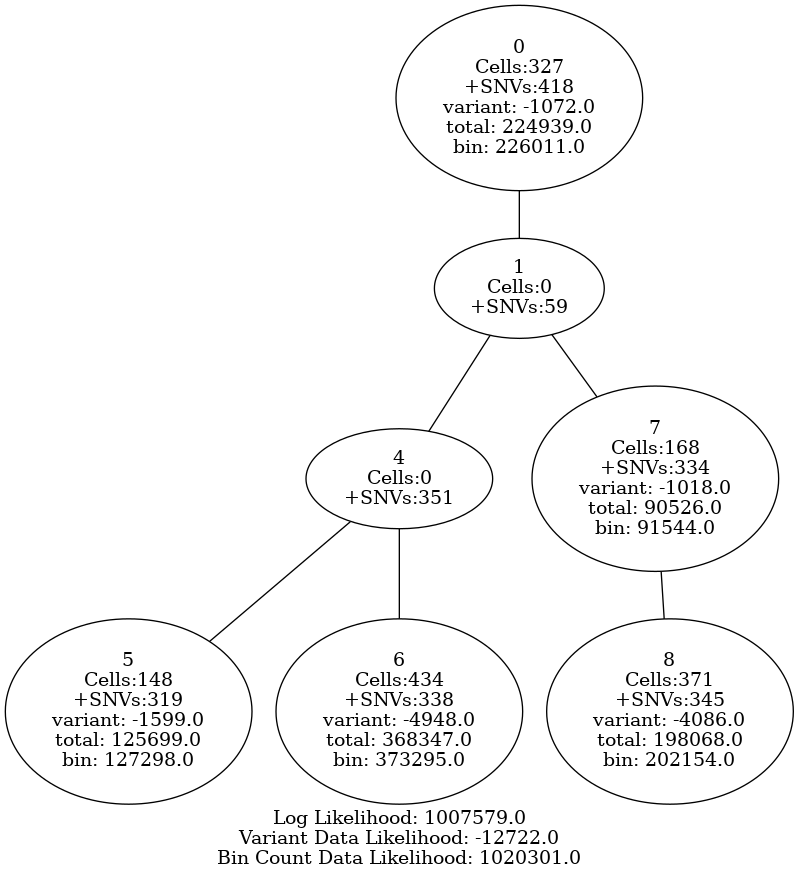 0
Cells:327
+SNVs:418
variant: -1072.0
total: 224939.0
bin: 226011.0
1
Cells:0
+SNVs:59
4
Cells:0
+SNVs:351
7
Cells:168
+SNVs:334
variant: -1018.0
total: 90526.0
bin: 91544.0
5
Cells:148
+SNVs:319
variant: -1599.0
total: 125699.0
bin: 127298.0
6
Cells:434
+SNVs:338
variant: -4948.0
total: 368347.0
bin: 373295.0
8
Cells:371
+SNVs:345
variant: -4086.0
total: 198068.0
bin: 202154.0
Log Likelihood: 1007579.0
Variant Data Likelihood: -12722.0
Bin Count Data Likelihood: 1020301.0